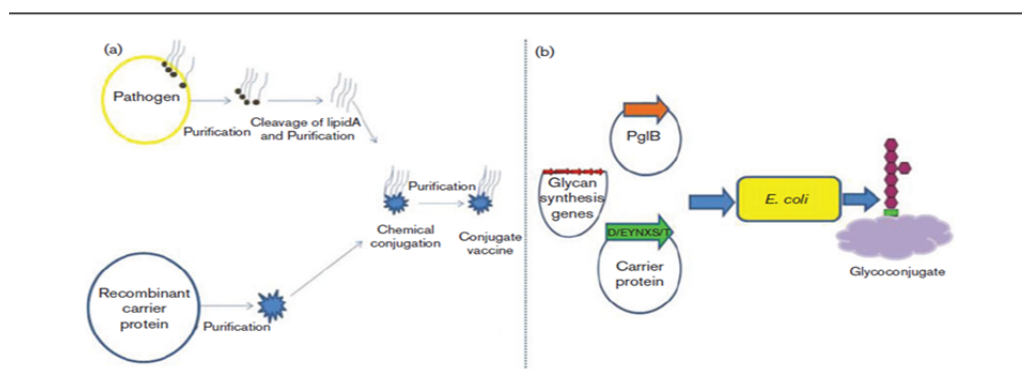 (a)
Pathogen
Purification
Cleavage of lipidA
and Purification
Purification
Chemical
conjugation
Conjugate
vaccine
Recombinant
carrier
protein
Purification
(b)
PglB
Glycan
synthesis
genes
D/EYNXS/T
Carrier
protein
E. coli
Glycoconjugate